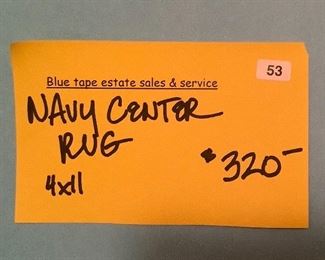 53
Blue tape estate sales & service
NAVY CENTER
RUG
4x11 $320-